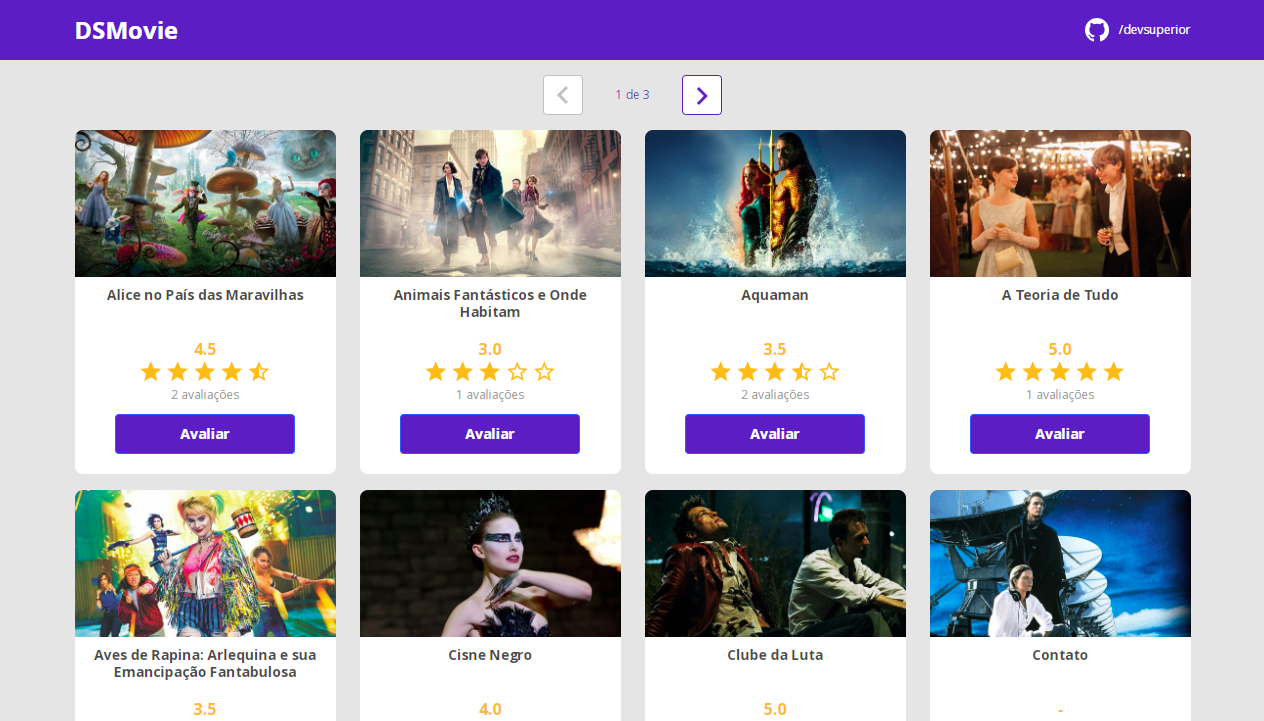 DSMovie
/devsuperior
1 de 3
Alice no País das Maravilhas
4.5
2 avaliações
Avaliar
Animais Fantásticos e Onde
Habitam
3.0
1 avaliações
Avaliar
Aquaman
3.5
2 avaliações
Avaliar
A Teoria de Tudo
5.0
1 avaliações
Avaliar
Aves de Rapina: Arlequina e sua
Emancipação Fantabulosa
3.5
Cisne Negro
4.0
Clube da Luta
5.0
Contato
-